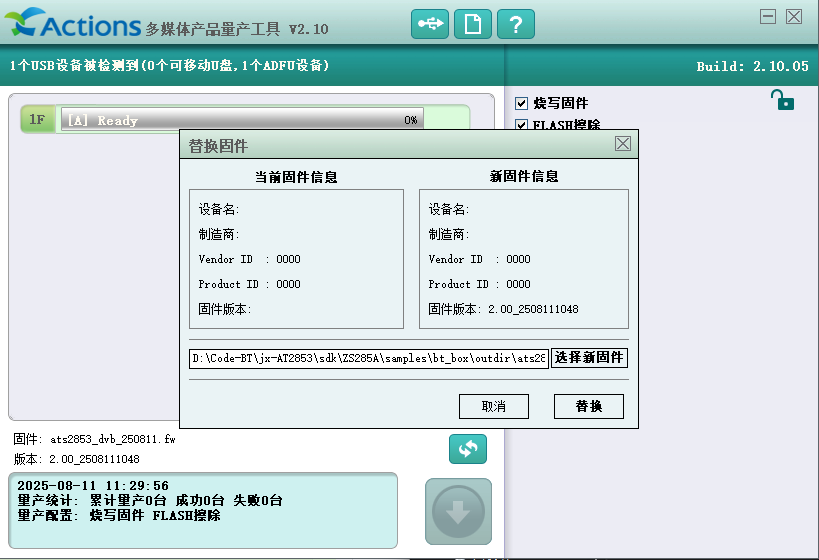 Actions 多媒体产品量产工具 V2.10
1个USB设备被检测到(0个可移动U盘,1个ADFU设备)
Build: 2.10.05
1F [A] Ready 0%
烧写固件
FLASH擦除
替换固件
当前固件信息
设备名:
制造商:
Vendor ID : 0000
Product ID : 0000
固件版本:
新固件信息
设备名:
制造商:
Vendor ID : 0000
Product ID : 0000
固件版本: 2.00_2508111048
D:\Code-BT\jx-AT2853\sdk\ZS285A\samples\bt_box\outdir\ats28
选择新固件
取消
替换
固件: ats2853_dvb_250811.fw
版本: 2.00_2508111048
2025-08-11 11:29:56
量产统计: 累计量产0台 成功0台 失败0台
量产配置: 烧写固件 FLASH擦除